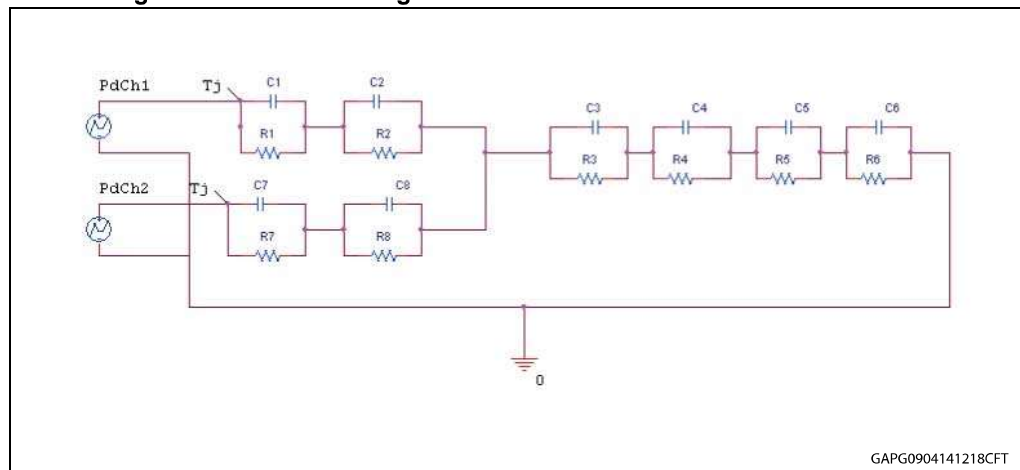 PdCh1
Tj
C1
C2
R1
R2
C3
C4
C5
C6
R3
R4
R5
R6
PdCh2
Tj
C7
C8
R7
R8
0
GAPG0904141218CFT